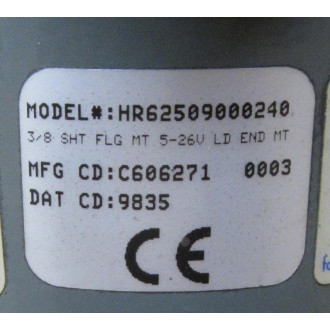 MODEL#:HR62509000240
3/8 SHT FLG MT 5-26V LD END MT
MFG CD:C606271 0003
DAT CD:9835
CE